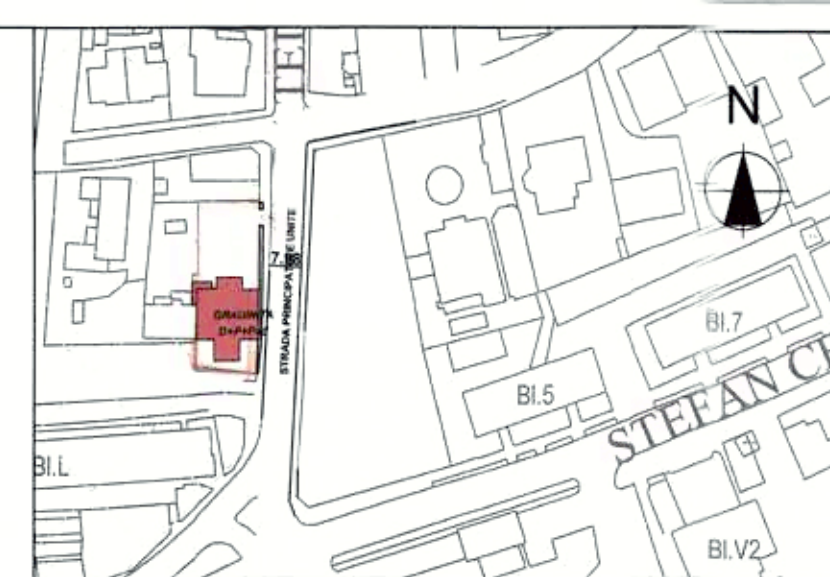 N
STRADA PRINCIPATELE UNITE
7.
GRADINITA
Bl.7
Bl.5
STEFAN C
Bl.L
Bl.V2